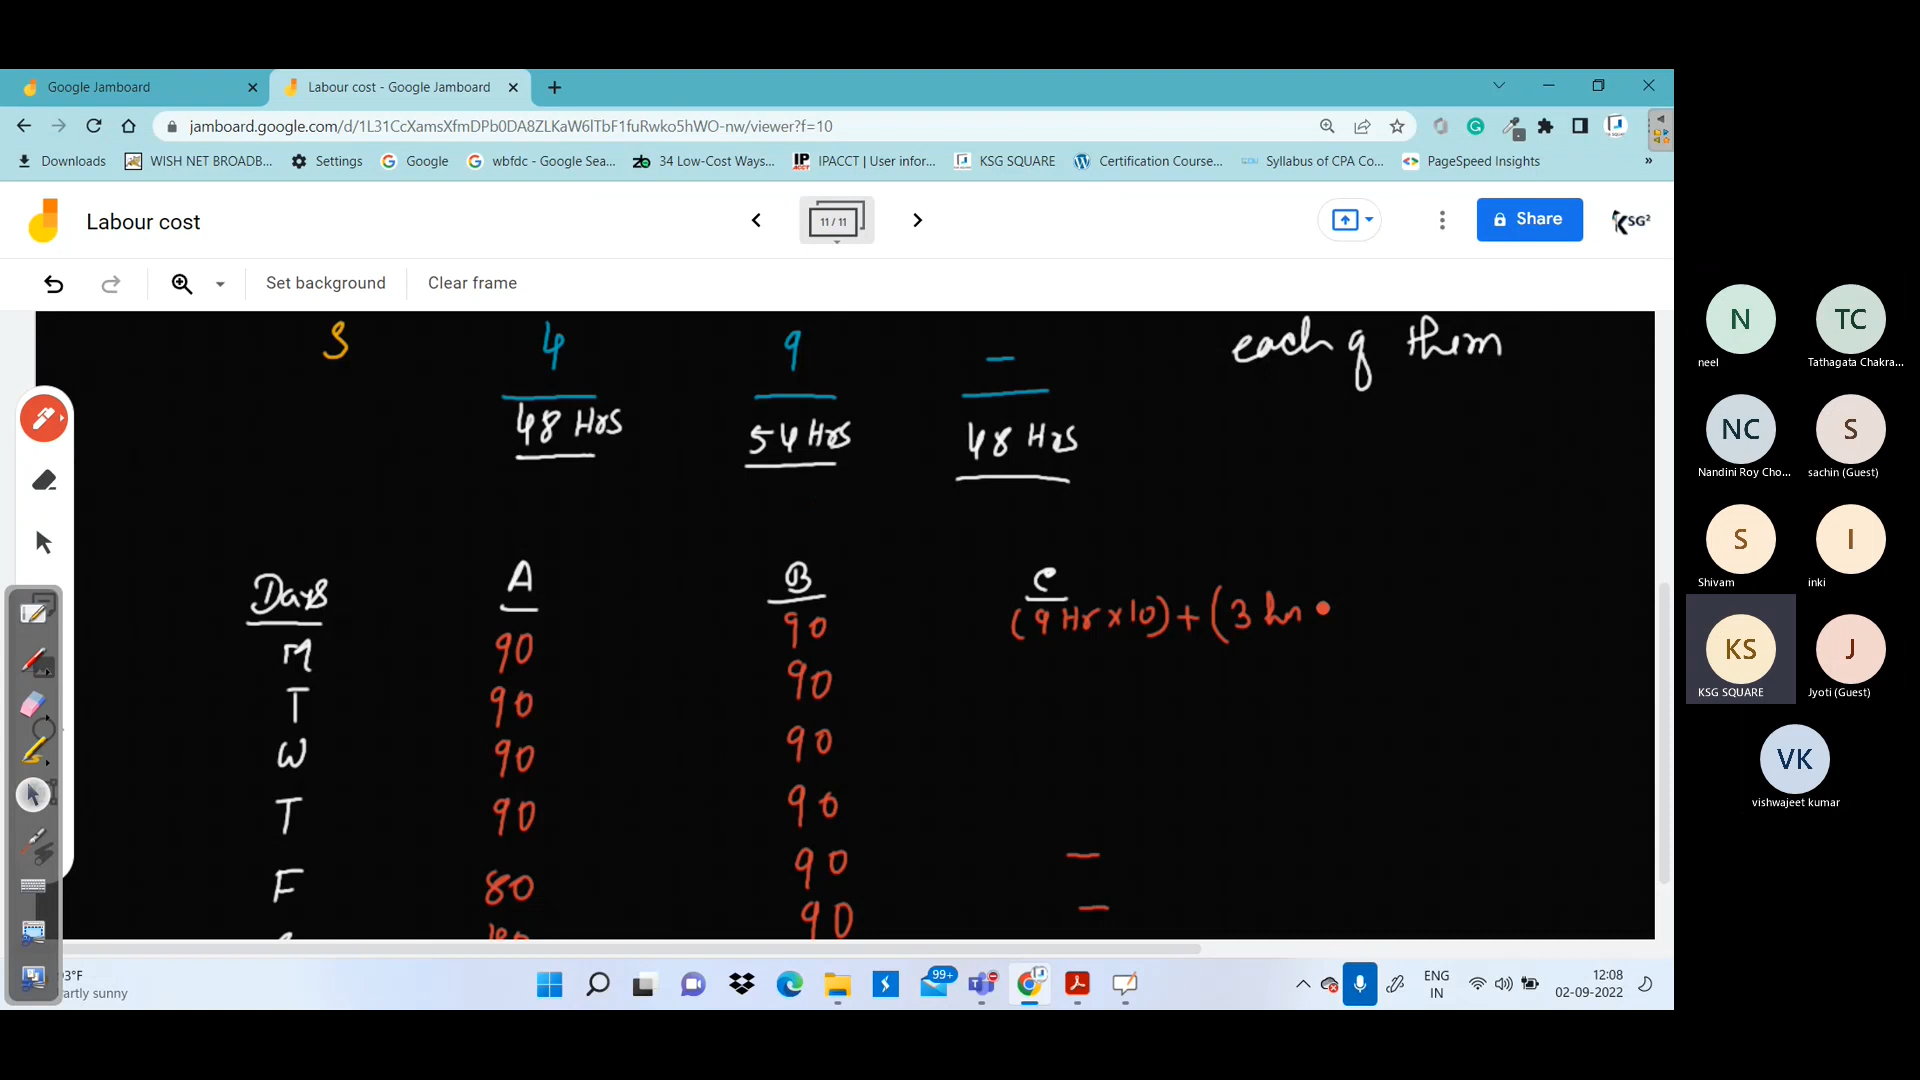 Google Jamboard
Labour cost - Google Jamboard
jamboard.google.com/d/1L31CcXamsXfmDPb0DA8ZLKaW6lTbF1fuRwko5hWO-nw/viewer?f=10
Downloads WISH NET BROADB... Settings Google wbfdc - Google Sea... 34 Low-Cost Ways... IPACCT | User infor... KSG SQUARE Certification Course... Syllabus of CPA Co... PageSpeed Insights »
Labour cost
11 / 11
Share
KSG²
Set background Clear frame
S 4 9 — each of them
48 Hrs 54 Hrs 48 Hrs
Days A B C
M 90 90 (9 Hr x 10) + (3 hr
T 90 90
W 90 90
T 90 90
F 80 90 —
90 —
N
neel
TC
Tathagata Chakra...
NC
Nandini Roy Cho...
S
sachin (Guest)
S
Shivam
I
inki
KS
KSG SQUARE
J
Jyoti (Guest)
VK
vishwajeet kumar
93°F
artly sunny
99+
ENG
IN
12:08
02-09-2022